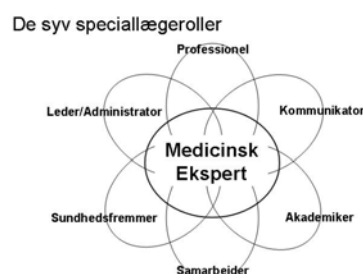 De syv speciallægeroller
Professionel
Leder/Administrator
Kommunikator
Medicinsk
Ekspert
Sundhedsfremmer
Akademiker
Samarbejder